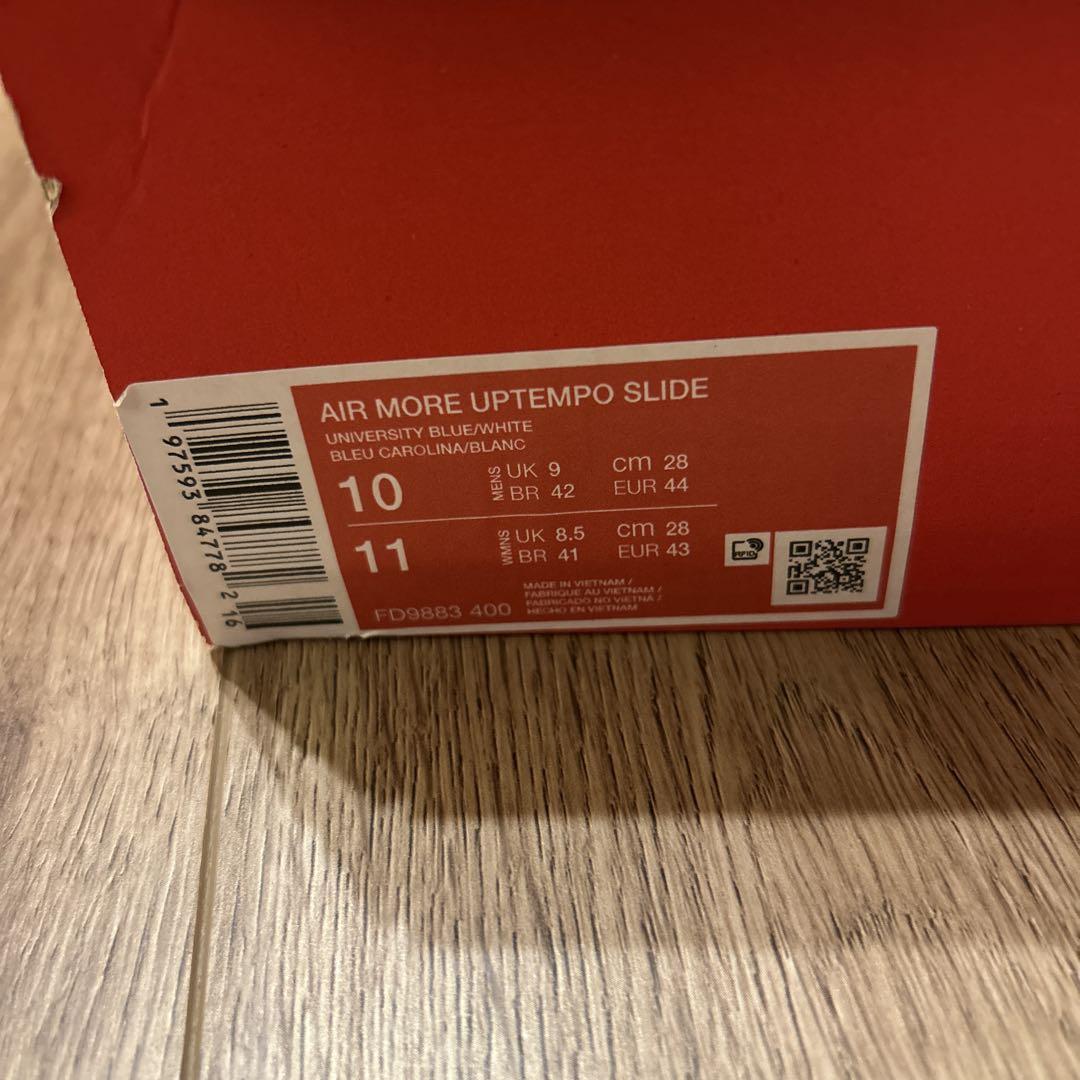 AIR MORE UPTEMPO SLIDE
UNIVERSITY BLUE/WHITE
BLEU CAROLINA/BLANC
10 MENS UK 9 cm 28
BR 42 EUR 44
11 WMNS UK 8.5 cm 28
BR 41 EUR 43
MADE IN VIETNAM /
FABRIQUE AU VIETNAM /
FABRICADO NO VIETNÃ /
HECHO EN VIETNAM
FD9883 400
RFID
1 97593 84778 2 16